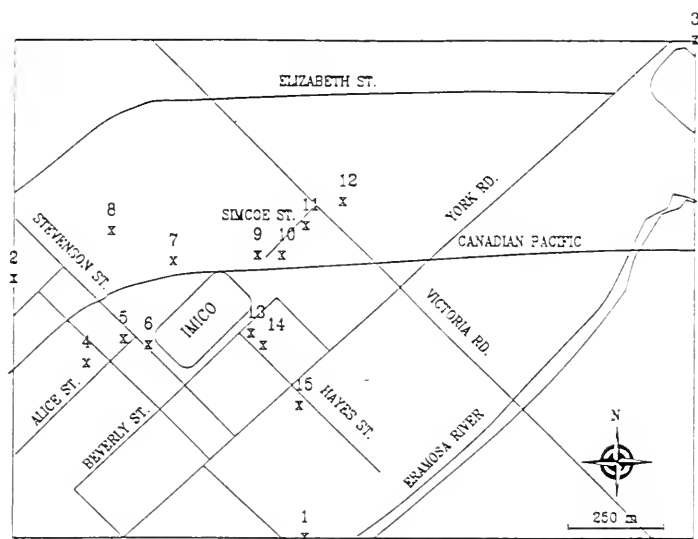 3
ELIZABETH ST.
12
11
SIMCOE ST.
YORK RD.
8
STEVENSON ST.
7
9
10
CANADIAN PACIFIC
2
IMICO
13
14
VICTORIA RD.
5
6
4
ALICE ST.
BEVERLY ST.
15
HAYES ST.
ERAMOSA RIVER
N
1
250 m